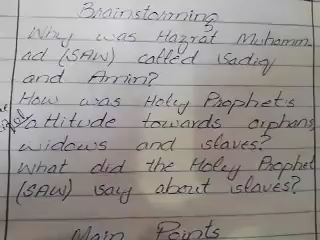 Brainstorming
Why was Hazrat Muhamm-
ad (SAW) called Sadiq
and Amin?
How was Holy Prophet's
attitude towards orphans,
widows and slaves?
What did the Holy Prophet
(SAW) say about slaves?
Main Points